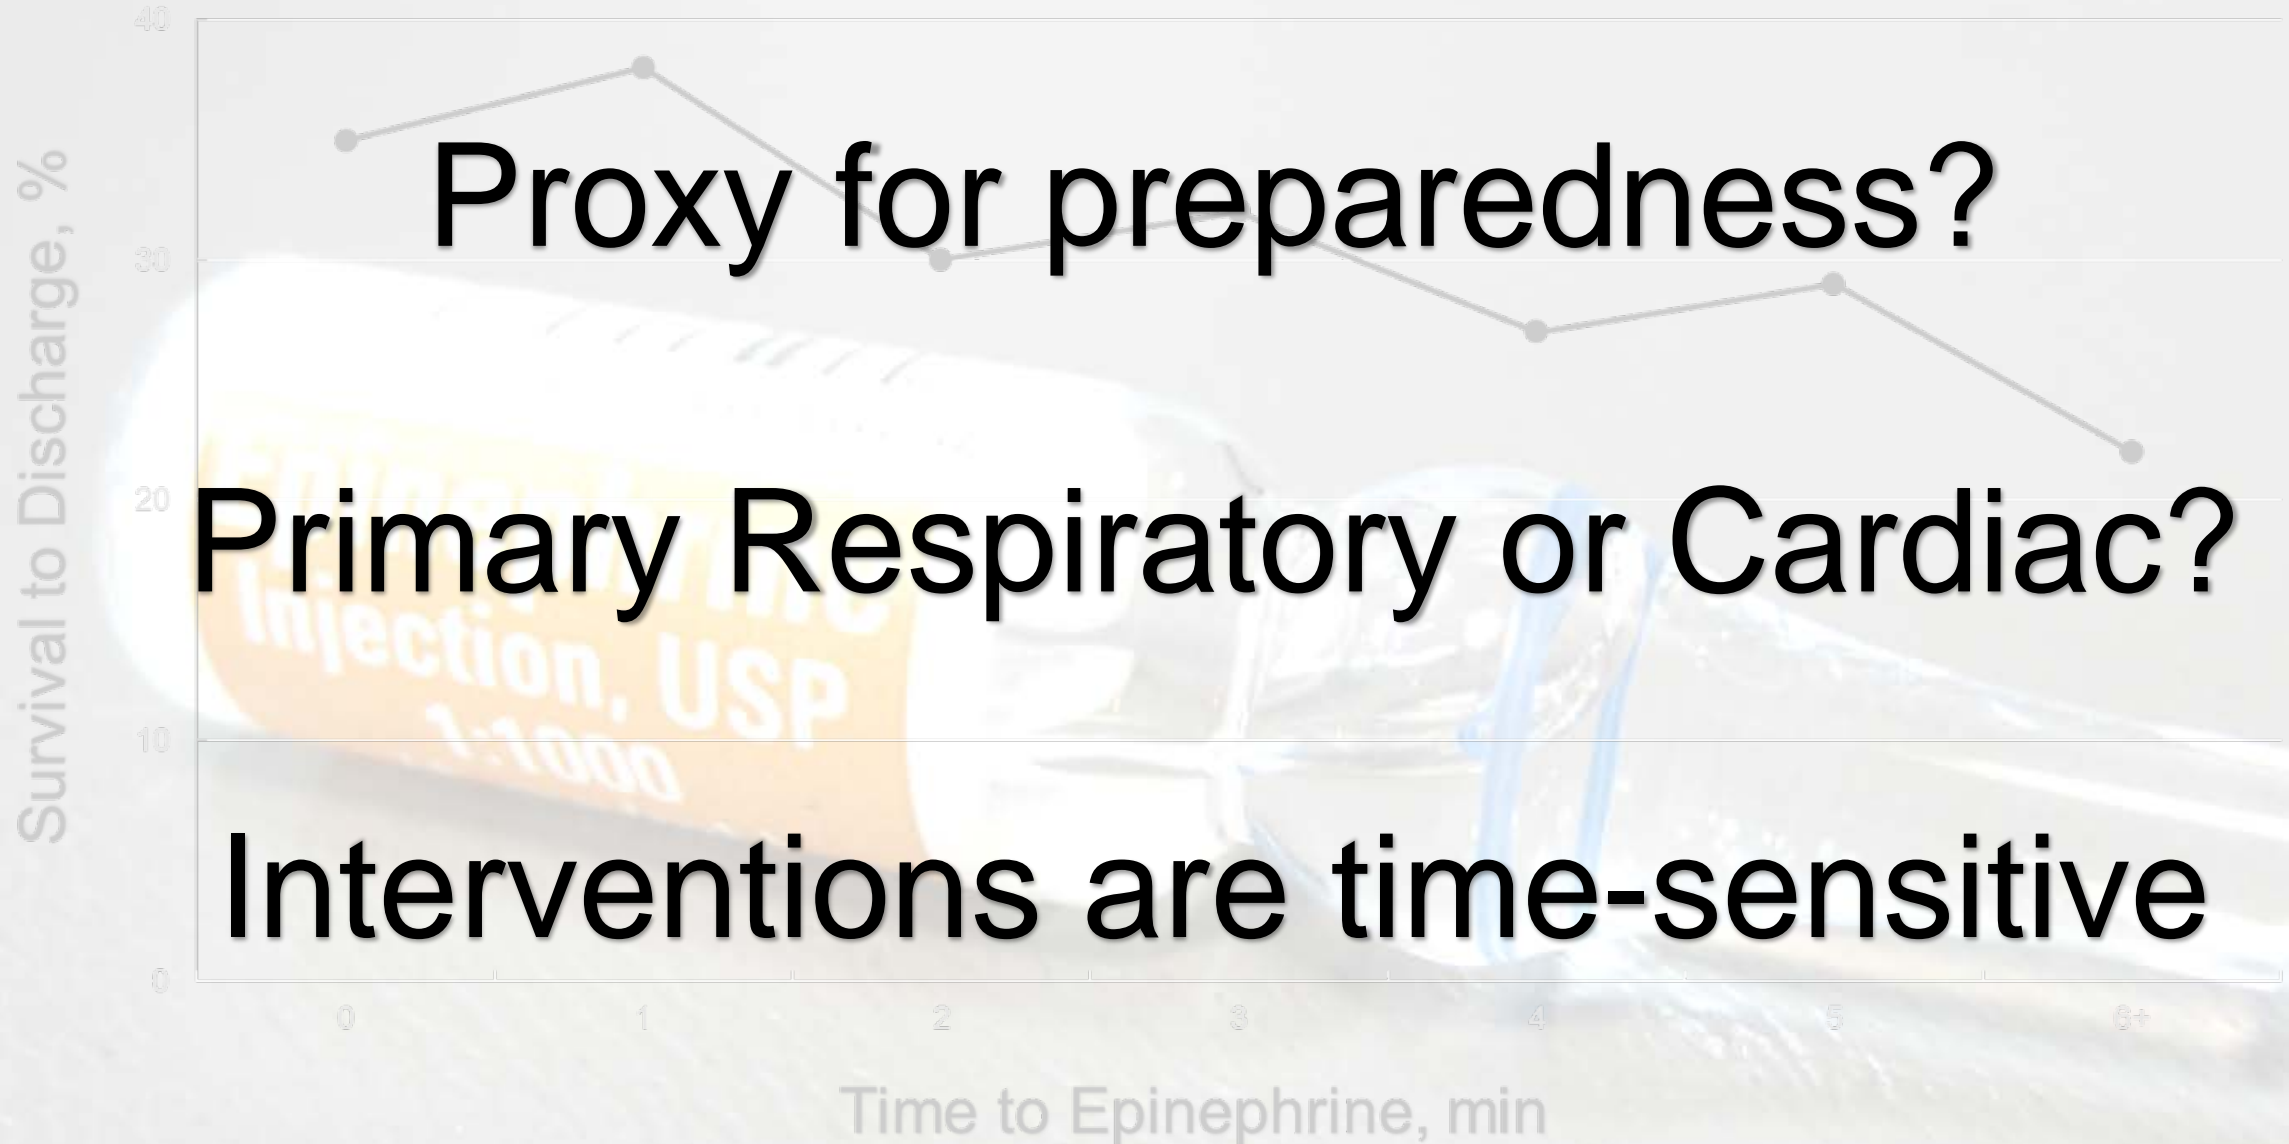 40
Proxy for preparedness?
30
Survival to Discharge, %
20
Primary Respiratory or Cardiac?
Epinephrine
Injection, USP
1:1000
10
Interventions are time-sensitive
0
0 1 2 3 4 5 6+
Time to Epinephrine, min